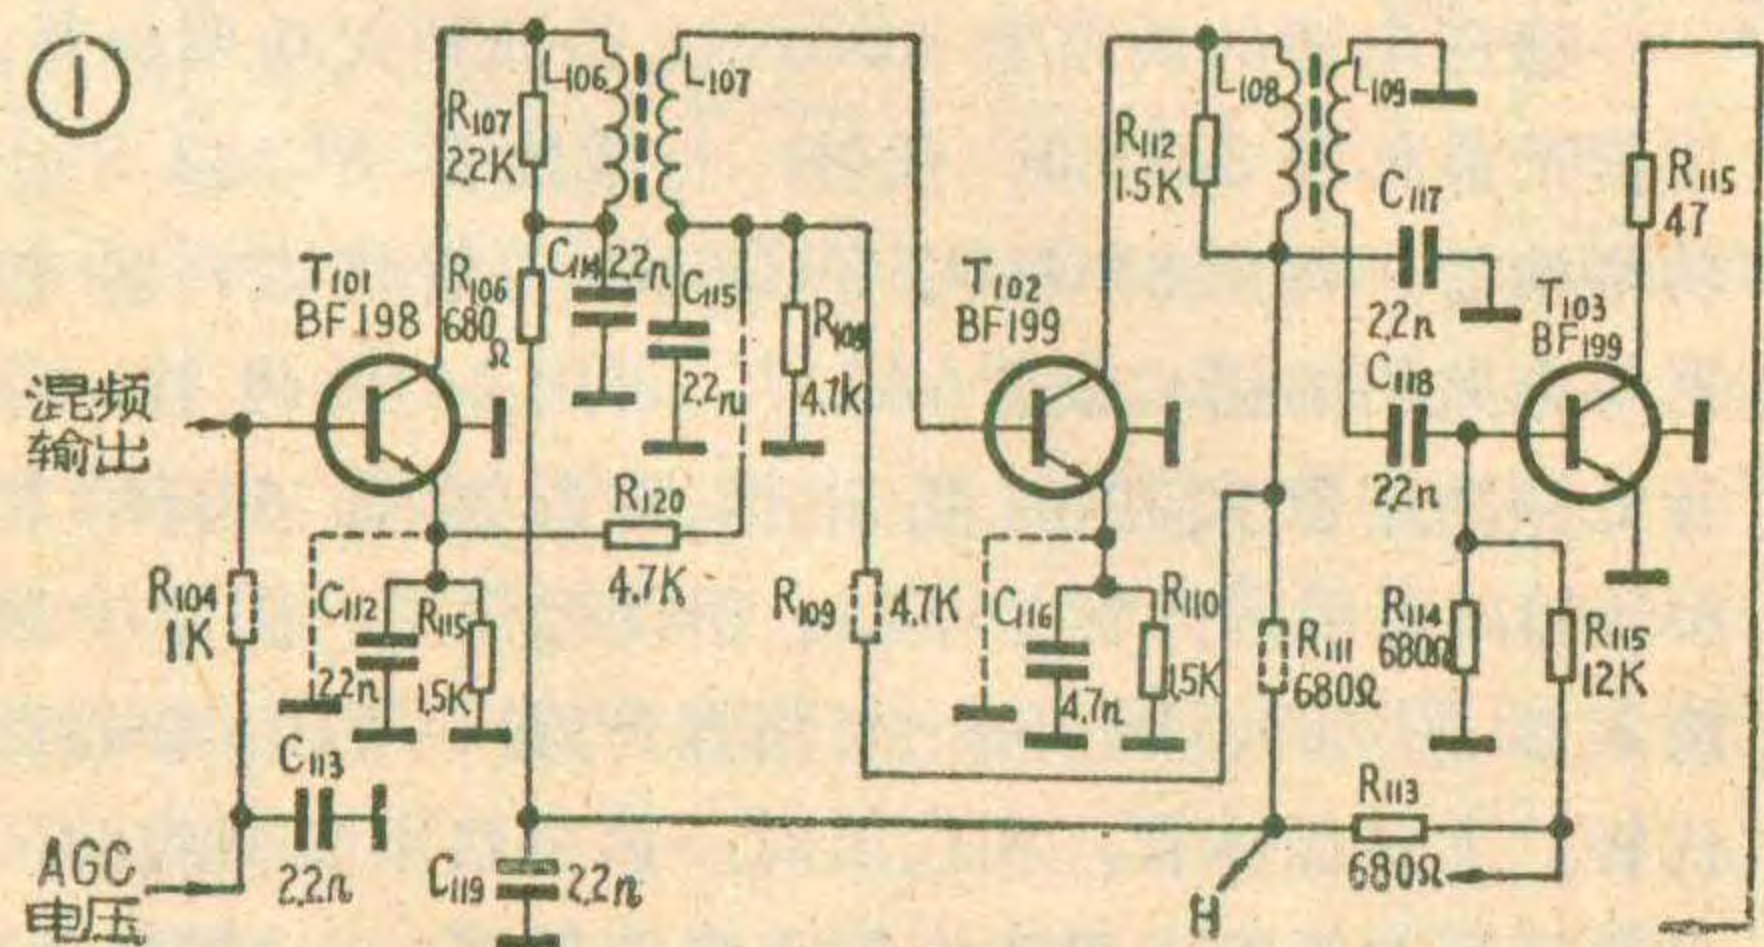 ①
L106
L107
R107
2.2K
R106
680
Ω
C114
2.2n
C115
2.2n
R108
4.7K
T101
BF198
混频
输出
R104
1K
C112
2.2n
R115
1.5K
R120
4.7K
C113
2.2n
AGC
电压
C119
2.2n
R109
4.7K
T102
BF199
C116
4.7n
R110
1.5K
R112
1.5K
L108
L109
C117
2.2n
C118
2.2n
T103
BF199
R115
47
R111
680Ω
R114
680Ω
R115
12K
R113
680Ω
H